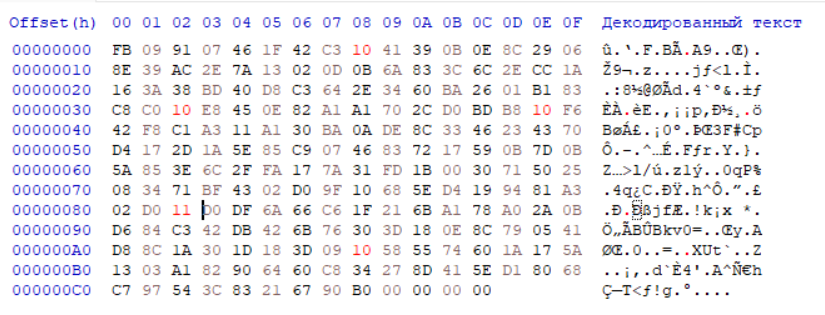 Offset(h) 00 01 02 03 04 05 06 07 08 09 0A 0B 0C 0D 0E 0F Декодированный текст
00000000 FB 09 91 07 46 1F 42 C3 10 41 39 0B 0E 8C 29 06 û.‘.F.BÃ.A9..Œ).
00000010 8E 39 AC 2E 7A 13 02 0D 0B 6A 83 3C 6C 2E CC 1A Ž9¬.z....jƒ<l.Ì.
00000020 16 3A 38 BD 40 D8 C3 64 2E 34 60 BA 26 01 B1 83 .:8½@ØÃd.4`º&.±ƒ
00000030 C8 C0 10 E8 45 0E 82 A1 A1 70 2C D0 BD B8 10 F6 ÈÀ.èE.‚¡¡p,Ð½¸.ö
00000040 42 F8 C1 A3 11 A1 30 BA 0A DE 8C 33 46 23 43 70 BøÁ£.¡0º.ÞŒ3F#Cp
00000050 D4 17 2D 1A 5E 85 C9 07 46 83 72 17 59 0B 7D 0B Ô.-.^…É.Fƒr.Y.}.
00000060 5A 85 3E 6C 2F FA 17 7A 31 FD 1B 00 30 71 50 25 Z…>l/ú.z1ý..0qP%
00000070 08 34 71 BF 43 02 D0 9F 10 68 5E D4 19 94 81 A3 .4q¿C.ÐŸ.h^Ô.”.£
00000080 02 D0 11 D0 DF 6A 66 C6 1F 21 6B A1 78 A0 2A 0B .Ð.ÐßjfÆ.!k¡x *.
00000090 D6 84 C3 42 DB 42 6B 76 30 3D 18 0E 8C 79 05 41 Ö„ÃBÛBkv0=..Œy.A
000000A0 D8 8C 1A 30 1D 18 3D 09 10 58 55 74 60 1A 17 5A ØŒ.0..=..XUt`..Z
000000B0 13 03 A1 82 90 64 60 C8 34 27 8D 41 5E D1 80 68 ..¡‚.d`È4'.A^Ñ€h
000000C0 C7 97 54 3C 83 21 67 90 B0 00 00 00 00 Ç—T<ƒ!g.°....